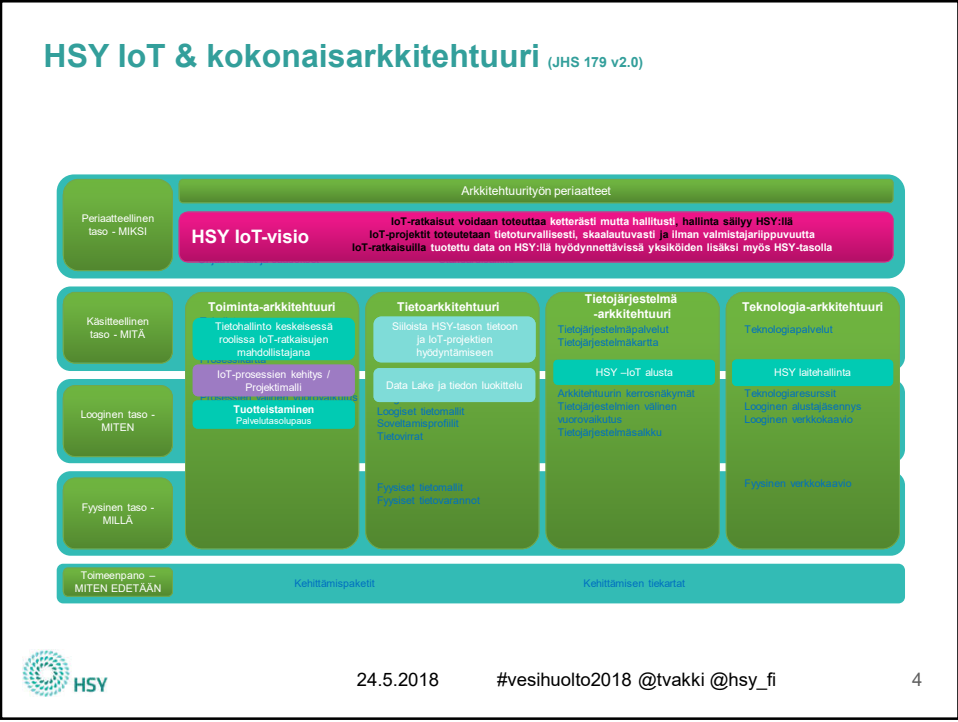 HSY IoT & kokonaisarkkitehtuuri (JHS 179 v2.0)
Arkkitehtuurityön periaatteet
Periaatteellinen
taso - MIKSI
HSY IoT-visio
IoT-ratkaisut voidaan toteuttaa ketterästi mutta hallitusti, hallinta säilyy HSY:llä
IoT-projektit toteutetaan tietoturvallisesti, skaalautuvasti ja ilman valmistajariippuvuutta
IoT-ratkaisuilla tuotettu data on HSY:llä hyödynnettävissä yksiköiden lisäksi myös HSY-tasolla
Käsitteellinen
taso - MITÄ
Looginen taso -
MITEN
Fyysinen taso -
MILLÄ
Toiminta-arkkitehtuuri
Tietohallinto keskeisessä
roolissa IoT-ratkaisujen
mahdollistajana
IoT-prosessien kehitys /
Projektimalli
Prosessien välinen vuorovaikutus
Tuotteistaminen
Palvelutasolupaus
Tietoarkkitehtuuri
Siiloista HSY-tason tietoon
ja IoT-projektien
hyödyntämiseen
Data Lake ja tiedon luokittelu
Loogiset tietomallit
Soveltamisprofiilit
Tietovirrat
Fyysiset tietomallit
Fyysiset tietovarannot
Tietojärjestelmä
-arkkitehtuuri
Tietojärjestelmäpalvelut
Tietojärjestelmäkartta
HSY –IoT alusta
Arkkitehtuurin kerrosnäkymät
Tietojärjestelmien välinen
vuorovaikutus
Tietojärjestelmäsalkku
Teknologia-arkkitehtuuri
Teknologiapalvelut
HSY laitehallinta
Teknologiaresurssit
Looginen alustajäsennys
Looginen verkkokaavio
Fyysinen verkkokaavio
Toimeenpano –
MITEN EDETÄÄN
Kehittämispaketit
Kehittämisen tiekartat
HSY
24.5.2018
#vesihuolto2018 @tvakki @hsy_fi
4